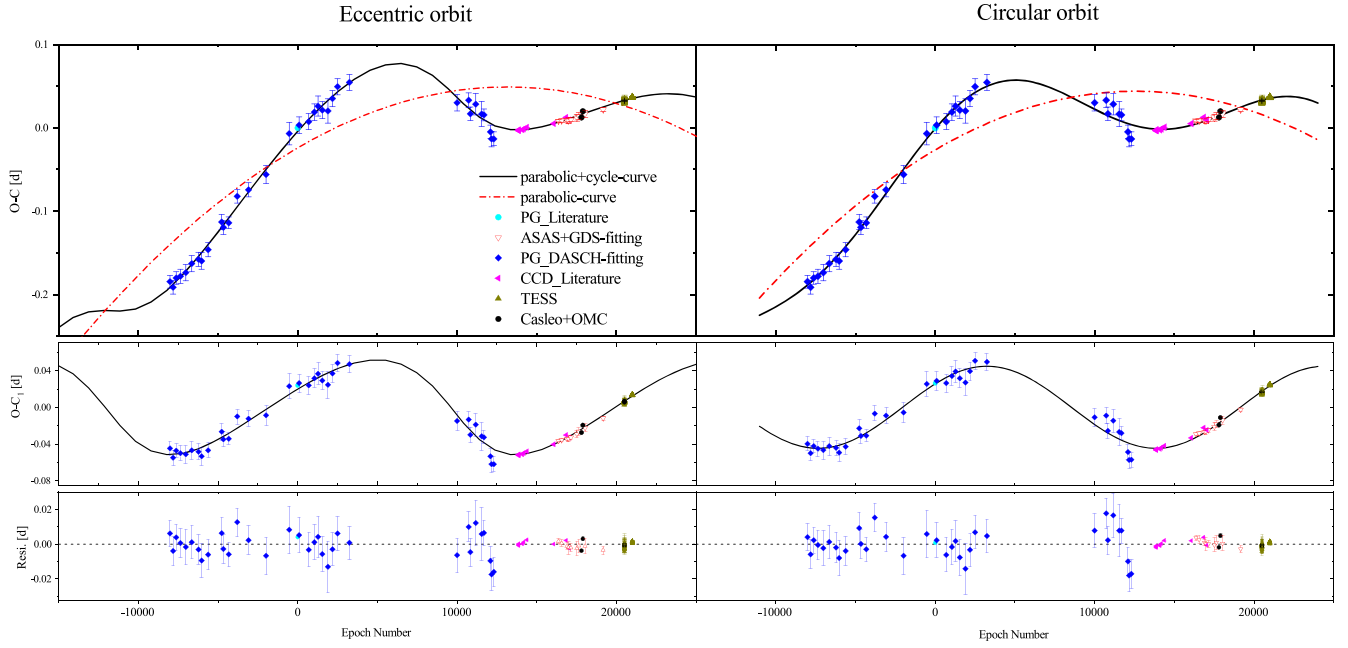 Eccentric orbit
Circular orbit
0.1
0.0
-0.1
-0.2
O-C [d]
parabolic+cycle-curve
parabolic-curve
PG_Literature
ASAS+GDS-fitting
PG_DASCH-fitting
CCD_Literature
TESS
Casleo+OMC
0.04
0.00
-0.04
-0.08
O-C₁ [d]
0.02
0.00
-0.02
Resi. [d]
-10000 0 10000 20000
-10000 0 10000 20000
Epoch Number
Epoch Number